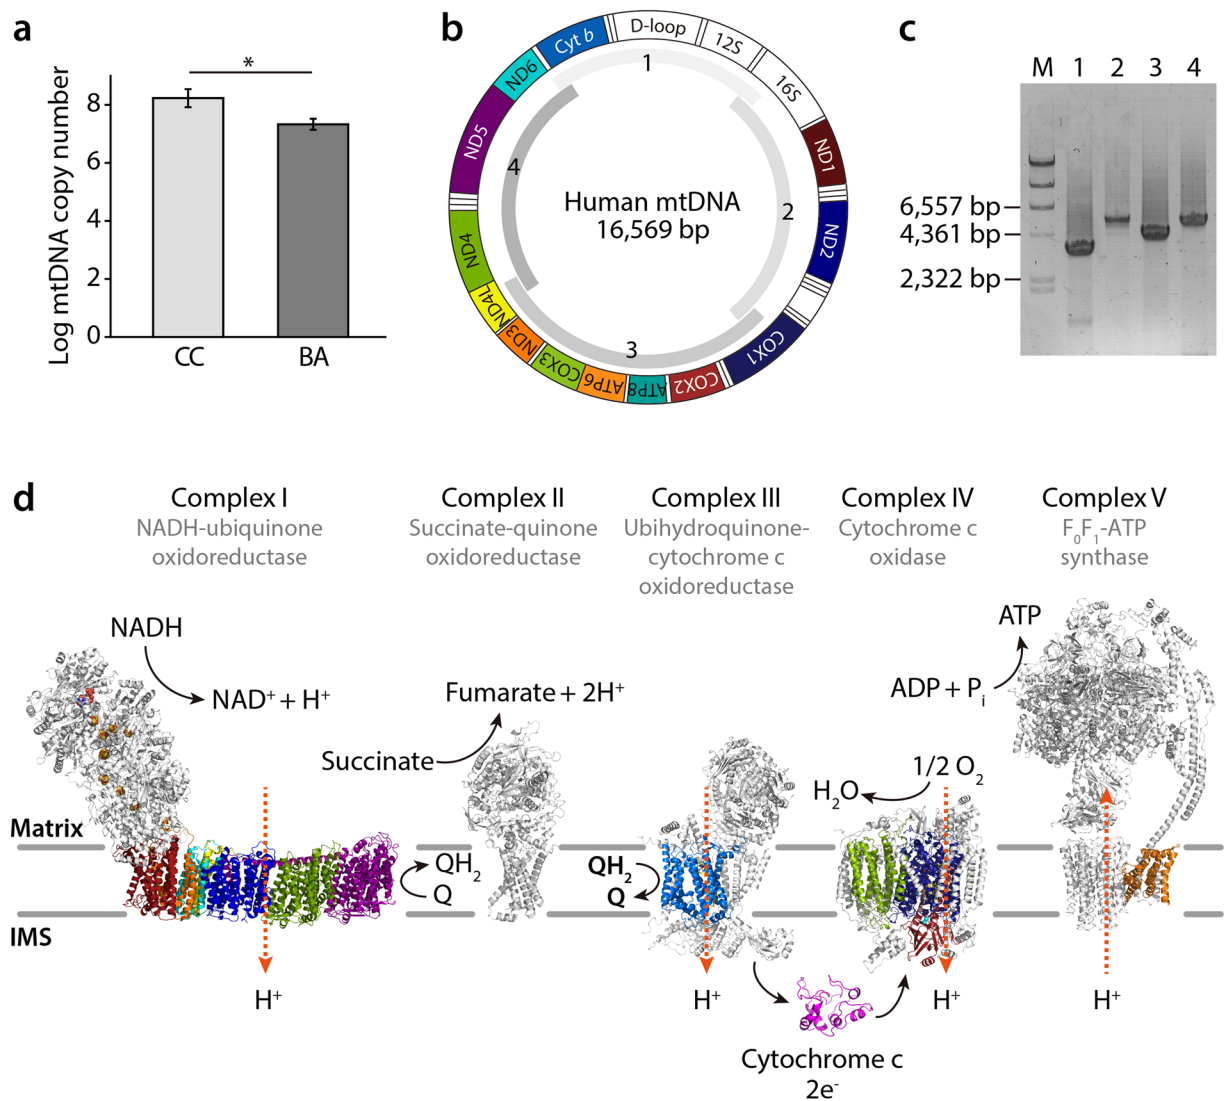 a
Log mtDNA copy number
8
6
4
2
0
*
CC
BA
b
D-loop
12S
16S
ND1
ND2
COX1
COX2
ATP8
ATP6
COX3
ND3
ND4L
ND4
ND5
ND6
Cyt b
1
2
3
4
Human mtDNA
16,569 bp
c
M 1 2 3 4
6,557 bp
4,361 bp
2,322 bp
d
Complex I
NADH-ubiquinone
oxidoreductase
Complex II
Succinate-quinone
oxidoreductase
Complex III
Ubihydroquinone-
cytochrome c
oxidoreductase
Complex IV
Cytochrome c
oxidase
Complex V
F₀F₁-ATP
synthase
NADH
NAD⁺ + H⁺
Succinate
Fumarate + 2H⁺
H₂O
1/2 O₂
ADP + Pᵢ
ATP
Matrix
IMS
QH₂
Q
QH₂
Q
H⁺
H⁺
H⁺
H⁺
Cytochrome c
2e⁻